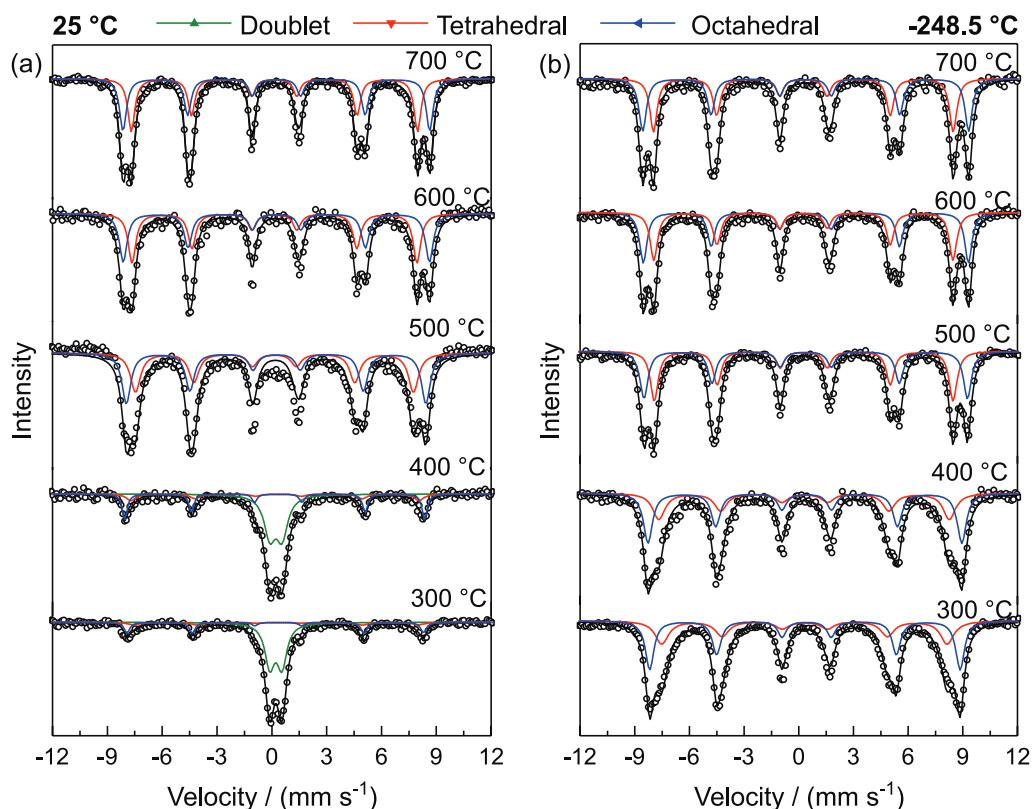 25 °C Doublet Tetrahedral Octahedral -248.5 °C
(a) 700 °C
600 °C
500 °C
400 °C
300 °C
Intensity
-12 -9 -6 -3 0 3 6 9 12
Velocity / (mm s⁻¹)
(b) 700 °C
600 °C
500 °C
400 °C
300 °C
Intensity
-12 -9 -6 -3 0 3 6 9 12
Velocity / (mm s⁻¹)